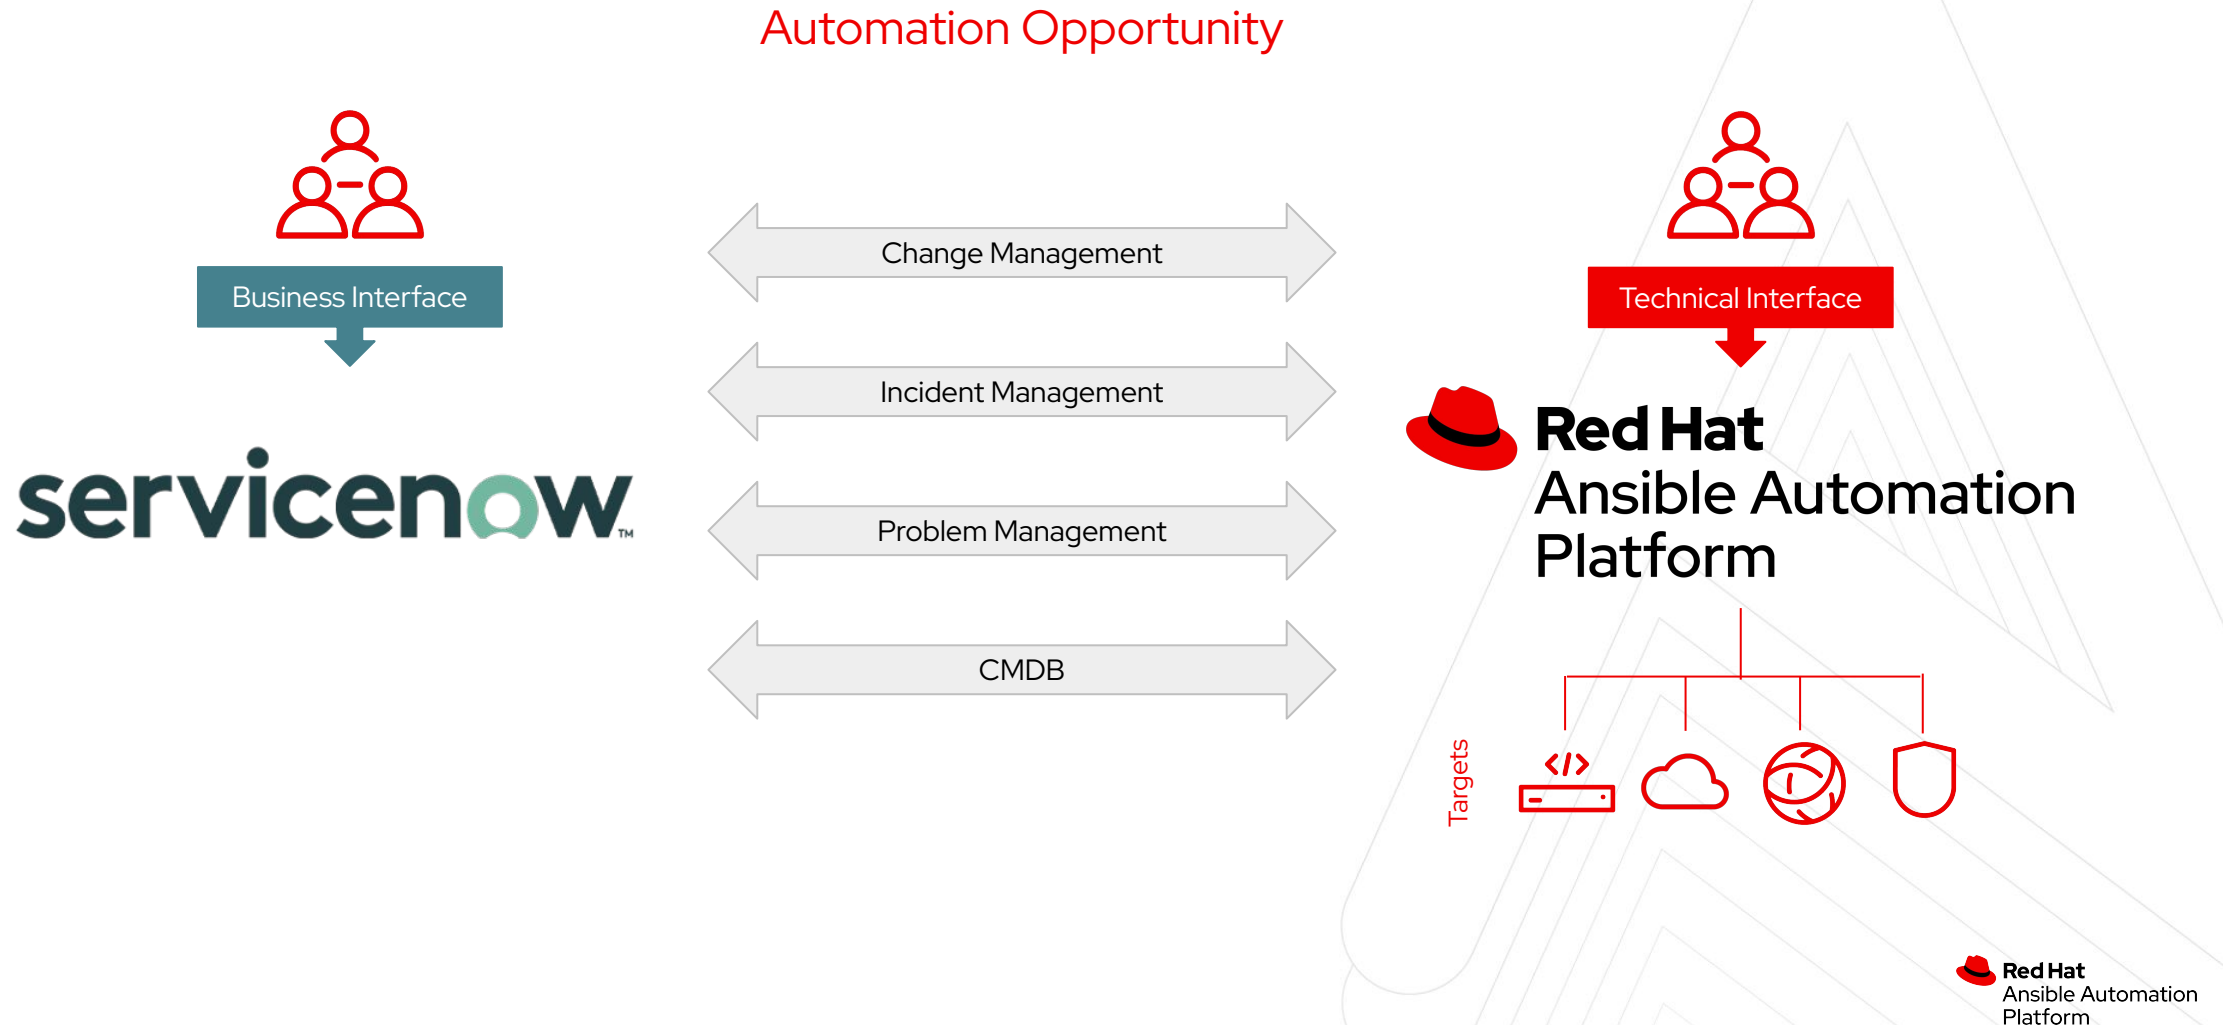 Automation Opportunity
Business Interface
servicenow™
Change Management
Incident Management
Problem Management
CMDB
Technical Interface
Red Hat
Ansible Automation
Platform
Targets
</>
Red Hat
Ansible Automation
Platform